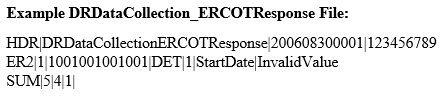 Example DRDataCollection_ERCOTResponse File:
HDR|DRDataCollectionERCOTResponse|200608300001|123456789
ER2|1|1001001001001|DET|1|StartDate|InvalidValue
SUM|5|4|1|